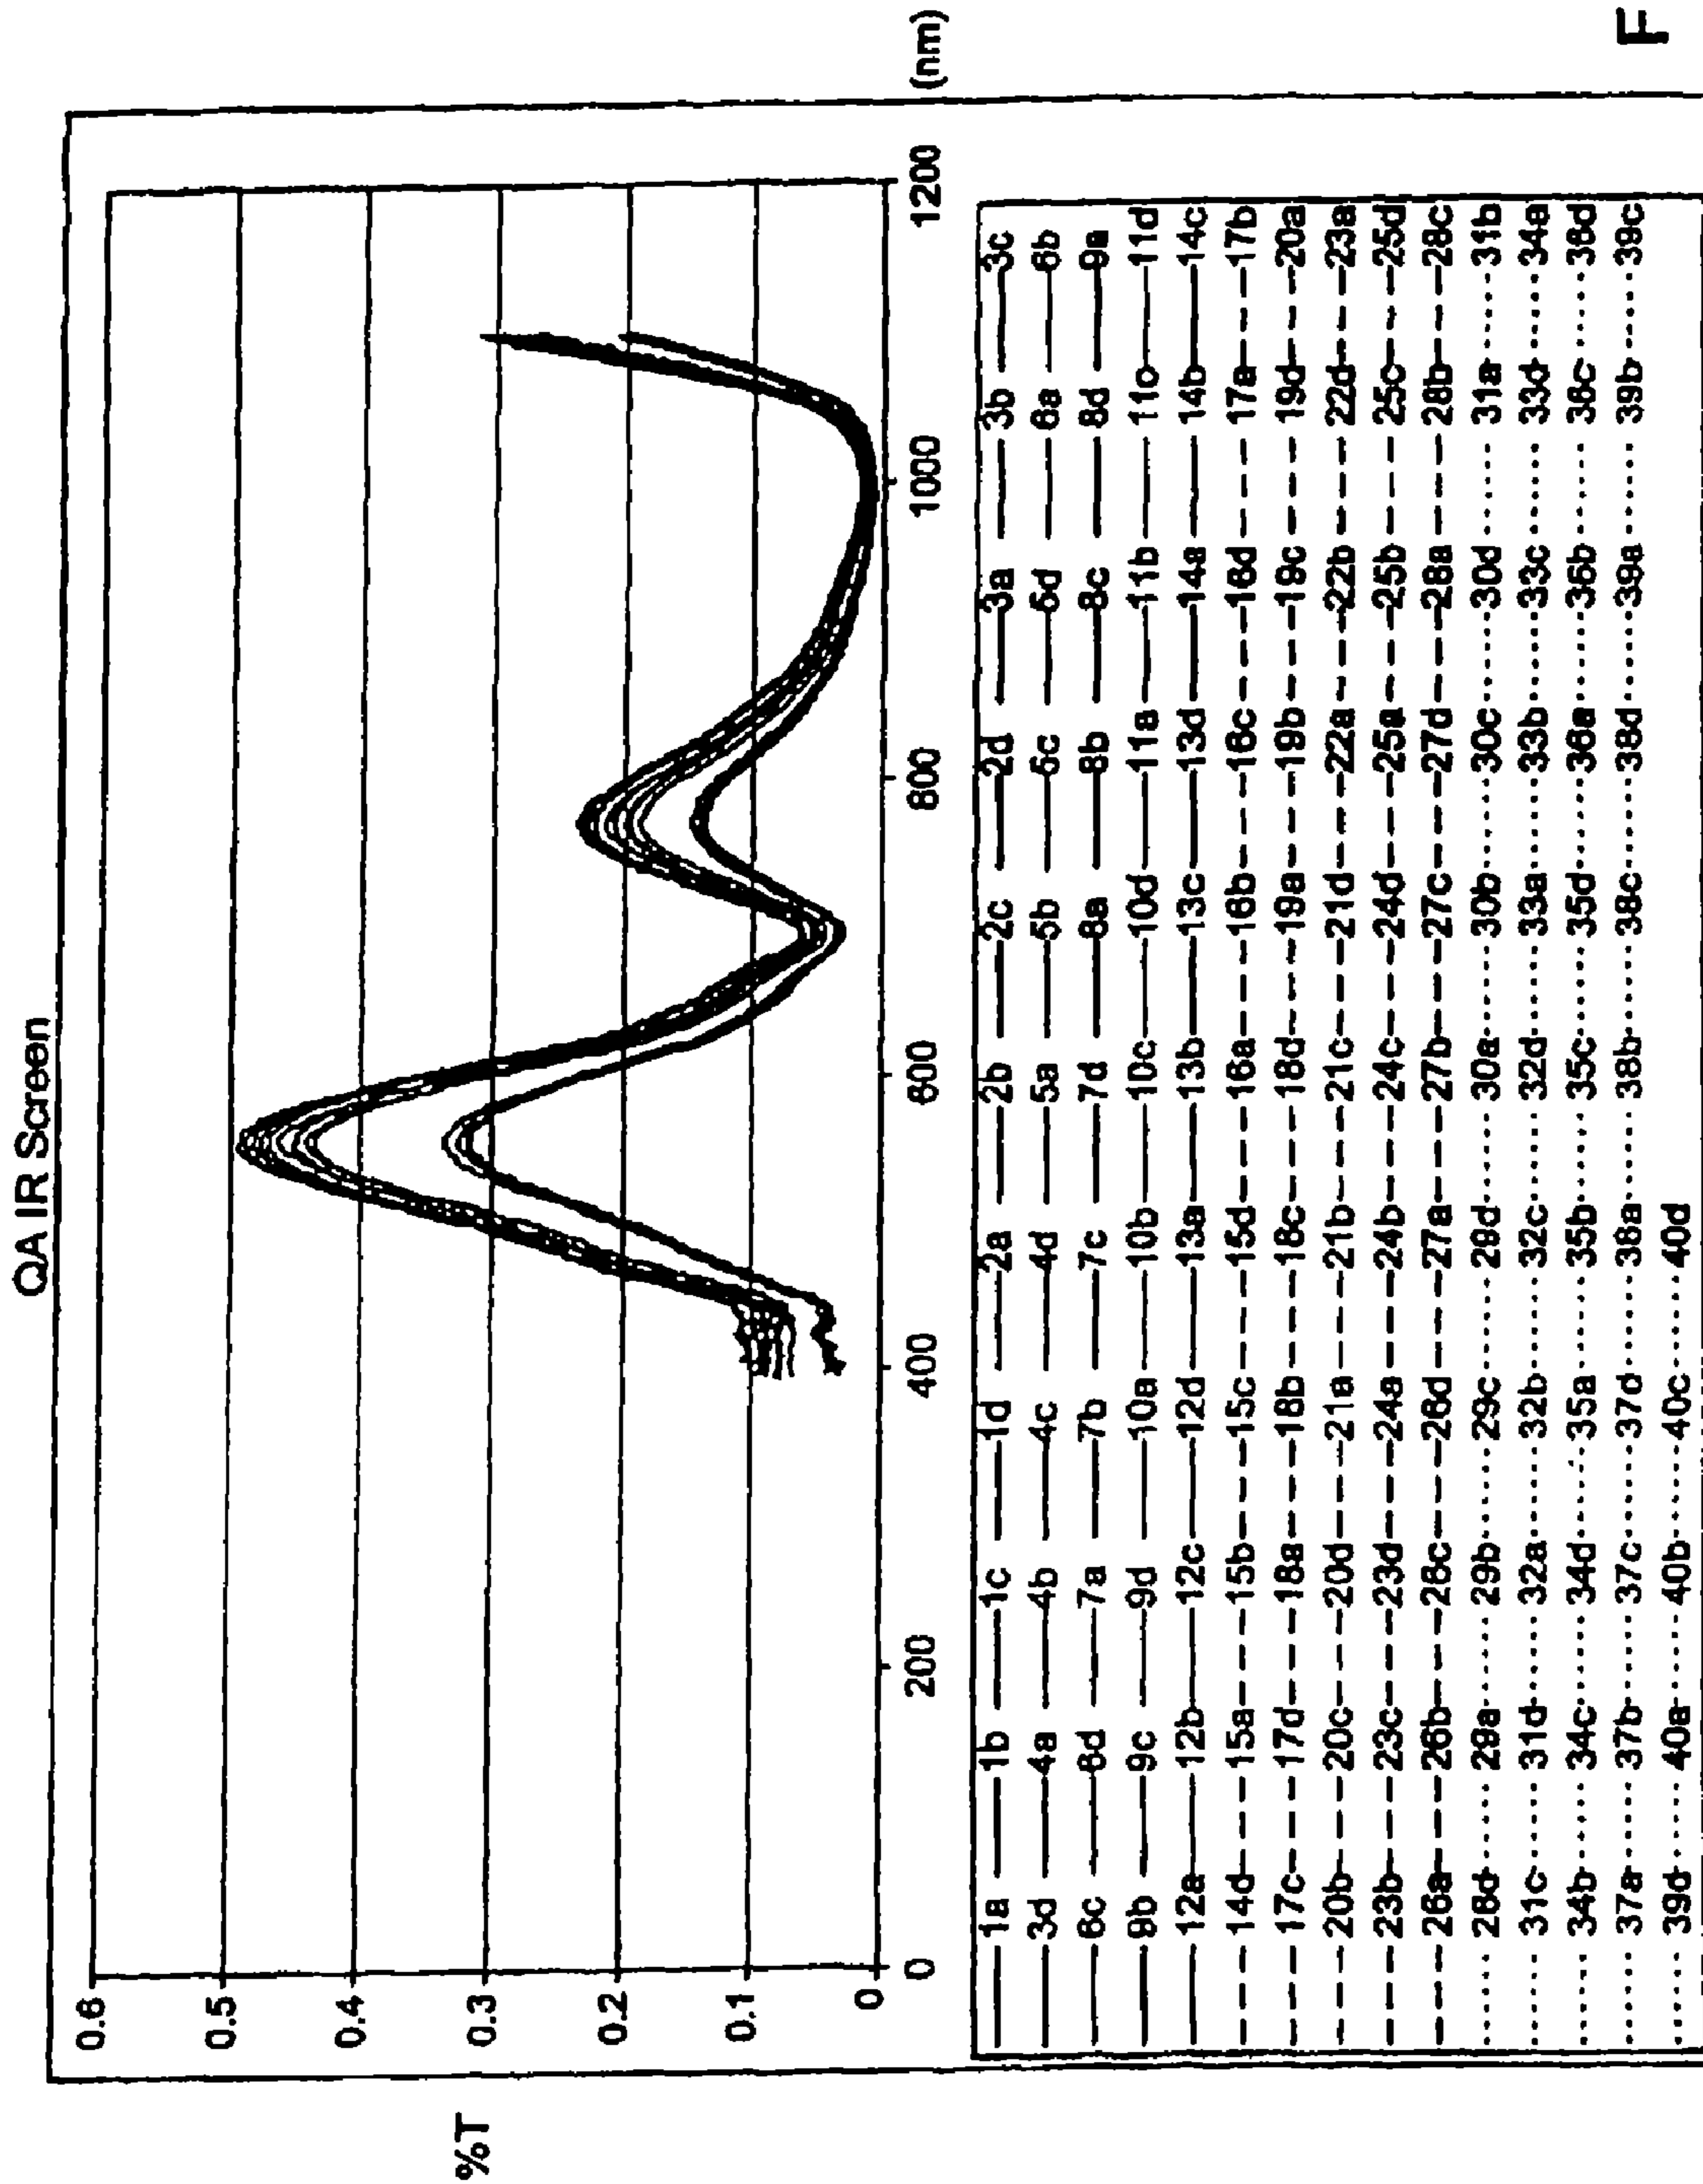 QA IR Screen
0.6
0.5
0.4
0.3
0.2
0.1
0
%T
0 200 400 600 800 1000 1200 (nm)
1a 1b 1c 1d 2a 2b 2c 2d 3a 3b 3c
3d 4a 4b 4c 4d 5a 5b 5c 5d 6a 6b
6c 6d 7a 7b 7c 7d 8a 8b 8c 8d 9a
9b 9c 9d 10a 10b 10c 10d 11a 11b 11c 11d
12a 12b 12c 12d 13a 13b 13c 13d 14a 14b 14c
14d 15a 15b 15c 15d 16a 16b 16c 16d 17a 17b
17c 17d 18a 18b 18c 18d 19a 19b 19c 19d 20a
20b 20c 20d 21a 21b 21c 21d 22a 22b 22d 23a
23b 23c 23d 24a 24b 24c 24d 25a 25b 25c 25d
26a 26b 26c 26d 27a 27b 27c 27d 28a 28b 28c
28d 29a 29b 29c 29d 30a 30b 30c 30d 31a 31b
31c 31d 32a 32b 32c 32d 33a 33b 33c 33d 34a
34b 34c 34d 35a 35b 35c 35d 36a 36b 36c 36d
37a 37b 37c 37d 38a 38b 38c 38d 39a 39b 39c
39d 40a 40b 40c 40d
F